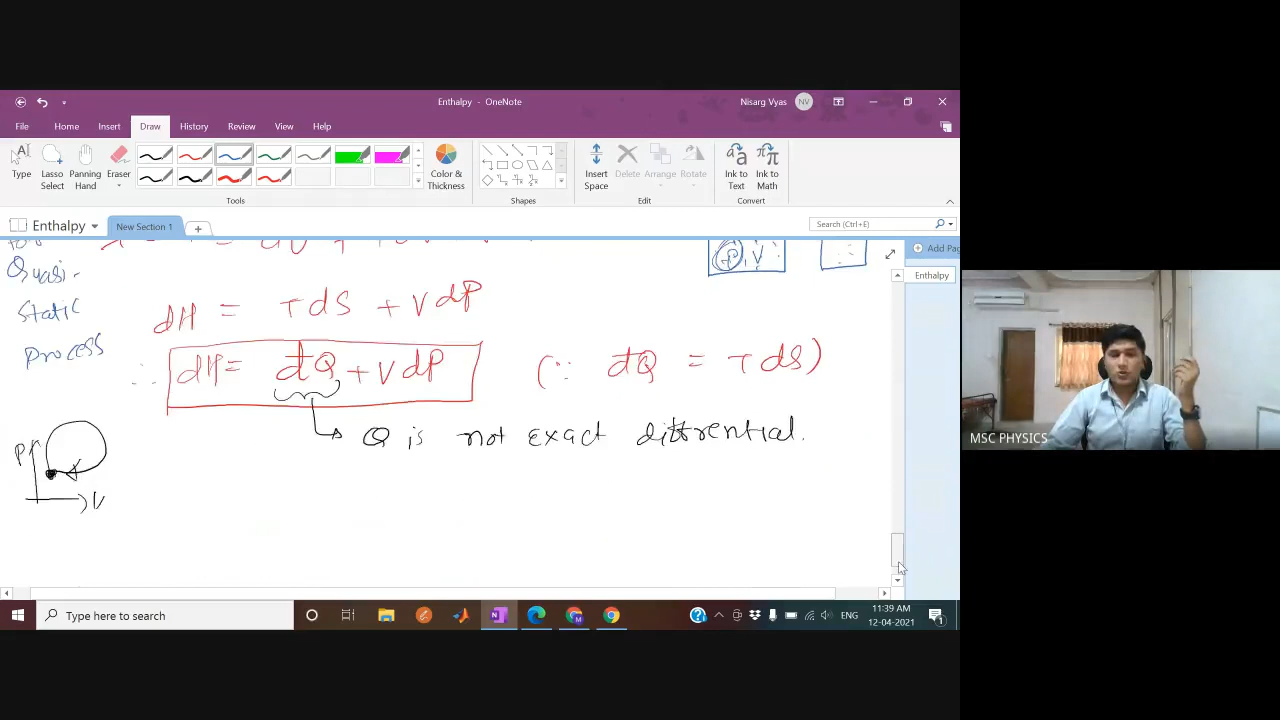 Enthalpy - OneNote
Nisarg Vyas NV
File Home Insert Draw History Review View Help
Type Lasso Select Panning Hand Eraser Color & Thickness Insert Space Delete Arrange Rotate Ink to Text Ink to Math
Tools Shapes Edit Convert
Enthalpy New Section 1 Search (Ctrl+E)
Add Pag
Enthalpy
P, V
Quasi-
Static
Process
dH = TdS + VdP
∴ dH = đQ + VdP (∵ đQ = TdS)
Q is not exact diffrential.
P
V
MSC PHYSICS
Type here to search
ENG
11:39 AM
12-04-2021